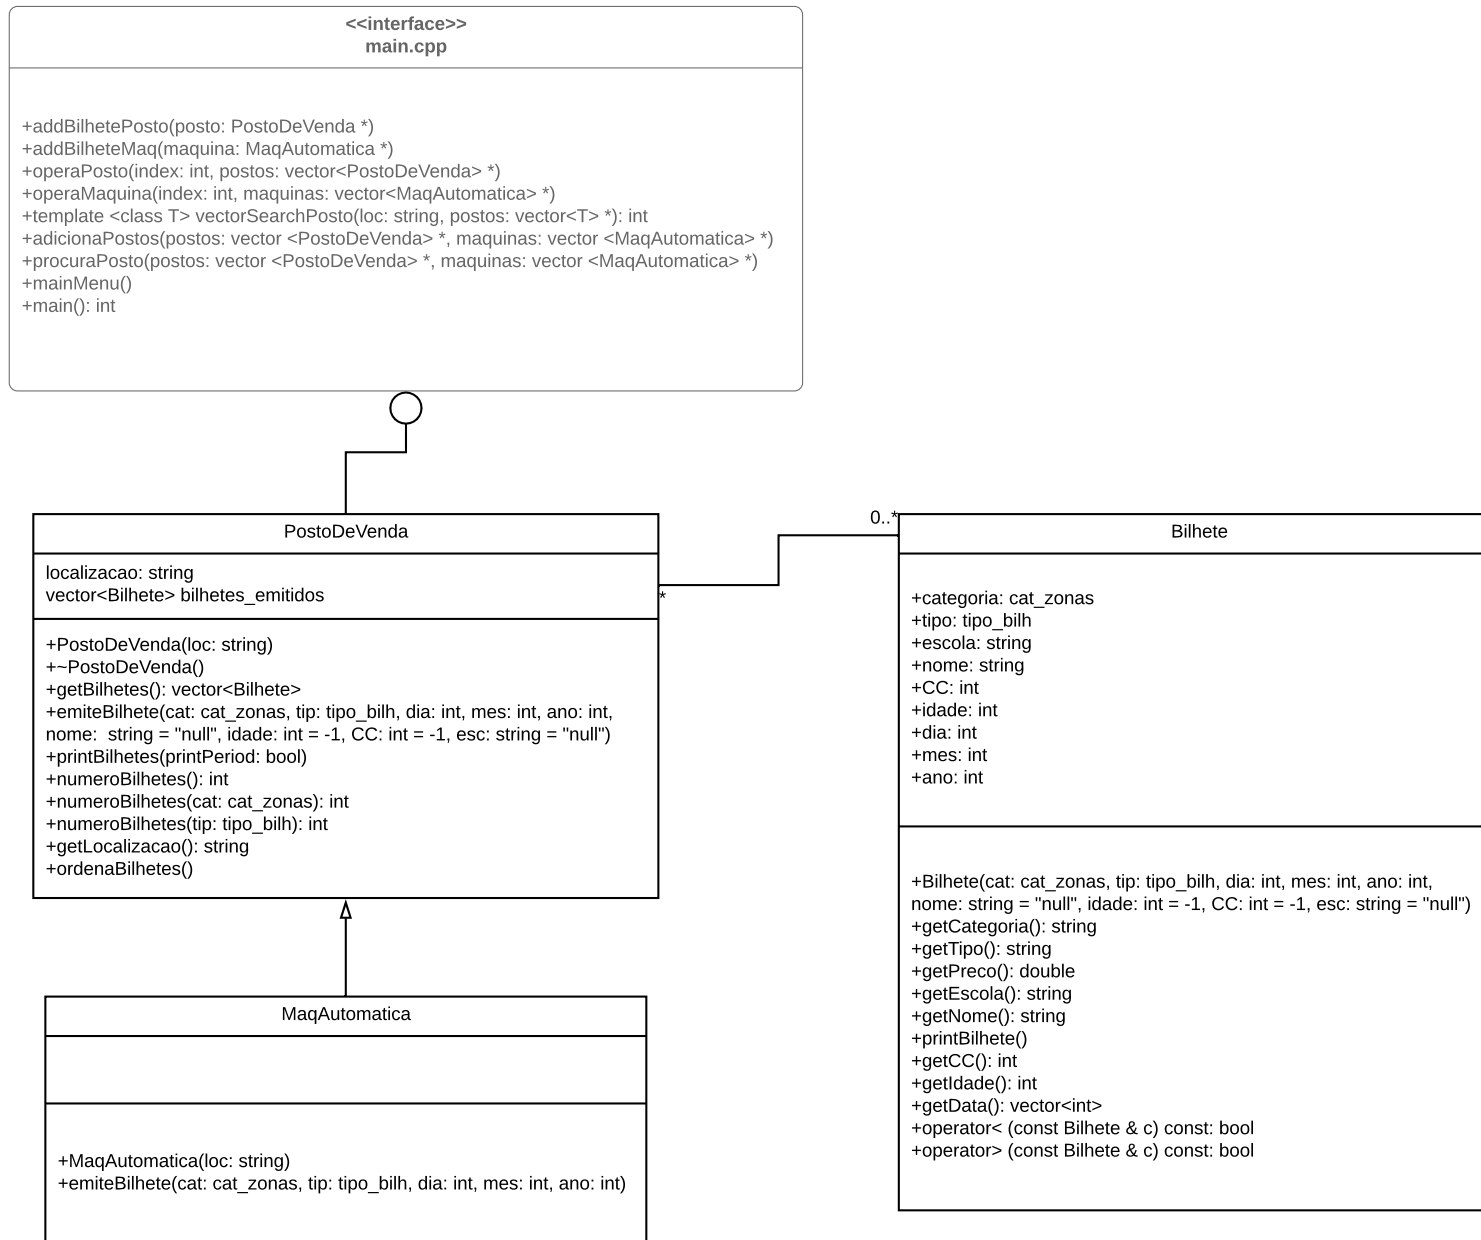 <<interface>>
main.cpp
+addBilhetePosto(posto: PostoDeVenda *)
+addBilheteMaq(maquina: MaqAutomatica *)
+operaPosto(index: int, postos: vector<PostoDeVenda> *)
+operaMaquina(index: int, maquinas: vector<MaqAutomatica> *)
+template <class T> vectorSearchPosto(loc: string, postos: vector<T> *): int
+adicionaPostos(postos: vector <PostoDeVenda> *, maquinas: vector <MaqAutomatica> *)
+procuraPosto(postos: vector <PostoDeVenda> *, maquinas: vector <MaqAutomatica> *)
+mainMenu()
+main(): int
PostoDeVenda
localizacao: string
vector<Bilhete> bilhetes_emitidos
+PostoDeVenda(loc: string)
+~PostoDeVenda()
+getBilhetes(): vector<Bilhete>
+emiteBilhete(cat: cat_zonas, tip: tipo_bilh, dia: int, mes: int, ano: int,
nome:  string = "null", idade: int = -1, CC: int = -1, esc: string = "null")
+printBilhetes(printPeriod: bool)
+numeroBilhetes(): int
+numeroBilhetes(cat: cat_zonas): int
+numeroBilhetes(tip: tipo_bilh): int
+getLocalizacao(): string
+ordenaBilhetes()
*
0..*
Bilhete
+categoria: cat_zonas
+tipo: tipo_bilh
+escola: string
+nome: string
+CC: int
+idade: int
+dia: int
+mes: int
+ano: int
+Bilhete(cat: cat_zonas, tip: tipo_bilh, dia: int, mes: int, ano: int,
nome: string = "null", idade: int = -1, CC: int = -1, esc: string = "null")
+getCategoria(): string
+getTipo(): string
+getPreco(): double
+getEscola(): string
+getNome(): string
+printBilhete()
+getCC(): int
+getIdade(): int
+getData(): vector<int>
+operator< (const Bilhete & c) const: bool
+operator> (const Bilhete & c) const: bool
MaqAutomatica
+MaqAutomatica(loc: string)
+emiteBilhete(cat: cat_zonas, tip: tipo_bilh, dia: int, mes: int, ano: int)